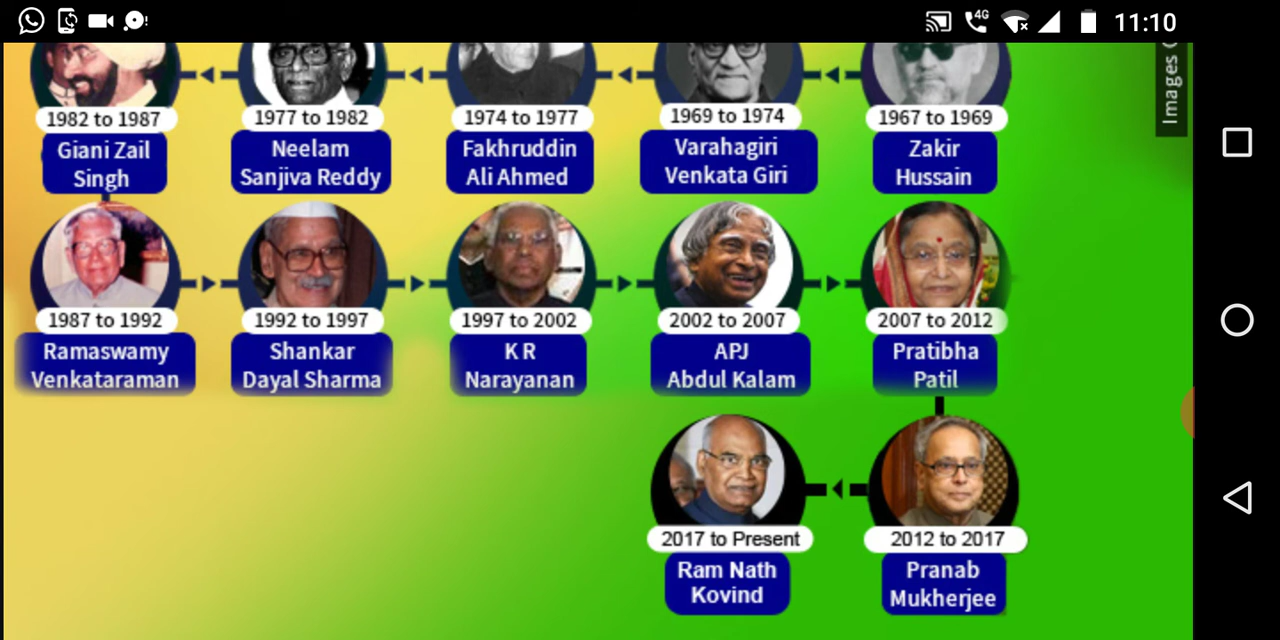 4G
11:10
Images
1982 to 1987
1977 to 1982
1974 to 1977
1969 to 1974
1967 to 1969
Giani Zail
Singh
Neelam
Sanjiva Reddy
Fakhruddin
Ali Ahmed
Varahagiri
Venkata Giri
Zakir
Hussain
1987 to 1992
1992 to 1997
1997 to 2002
2002 to 2007
2007 to 2012
Ramaswamy
Venkataraman
Shankar
Dayal Sharma
K R
Narayanan
APJ
Abdul Kalam
Pratibha
Patil
2017 to Present
2012 to 2017
Ram Nath
Kovind
Pranab
Mukherjee